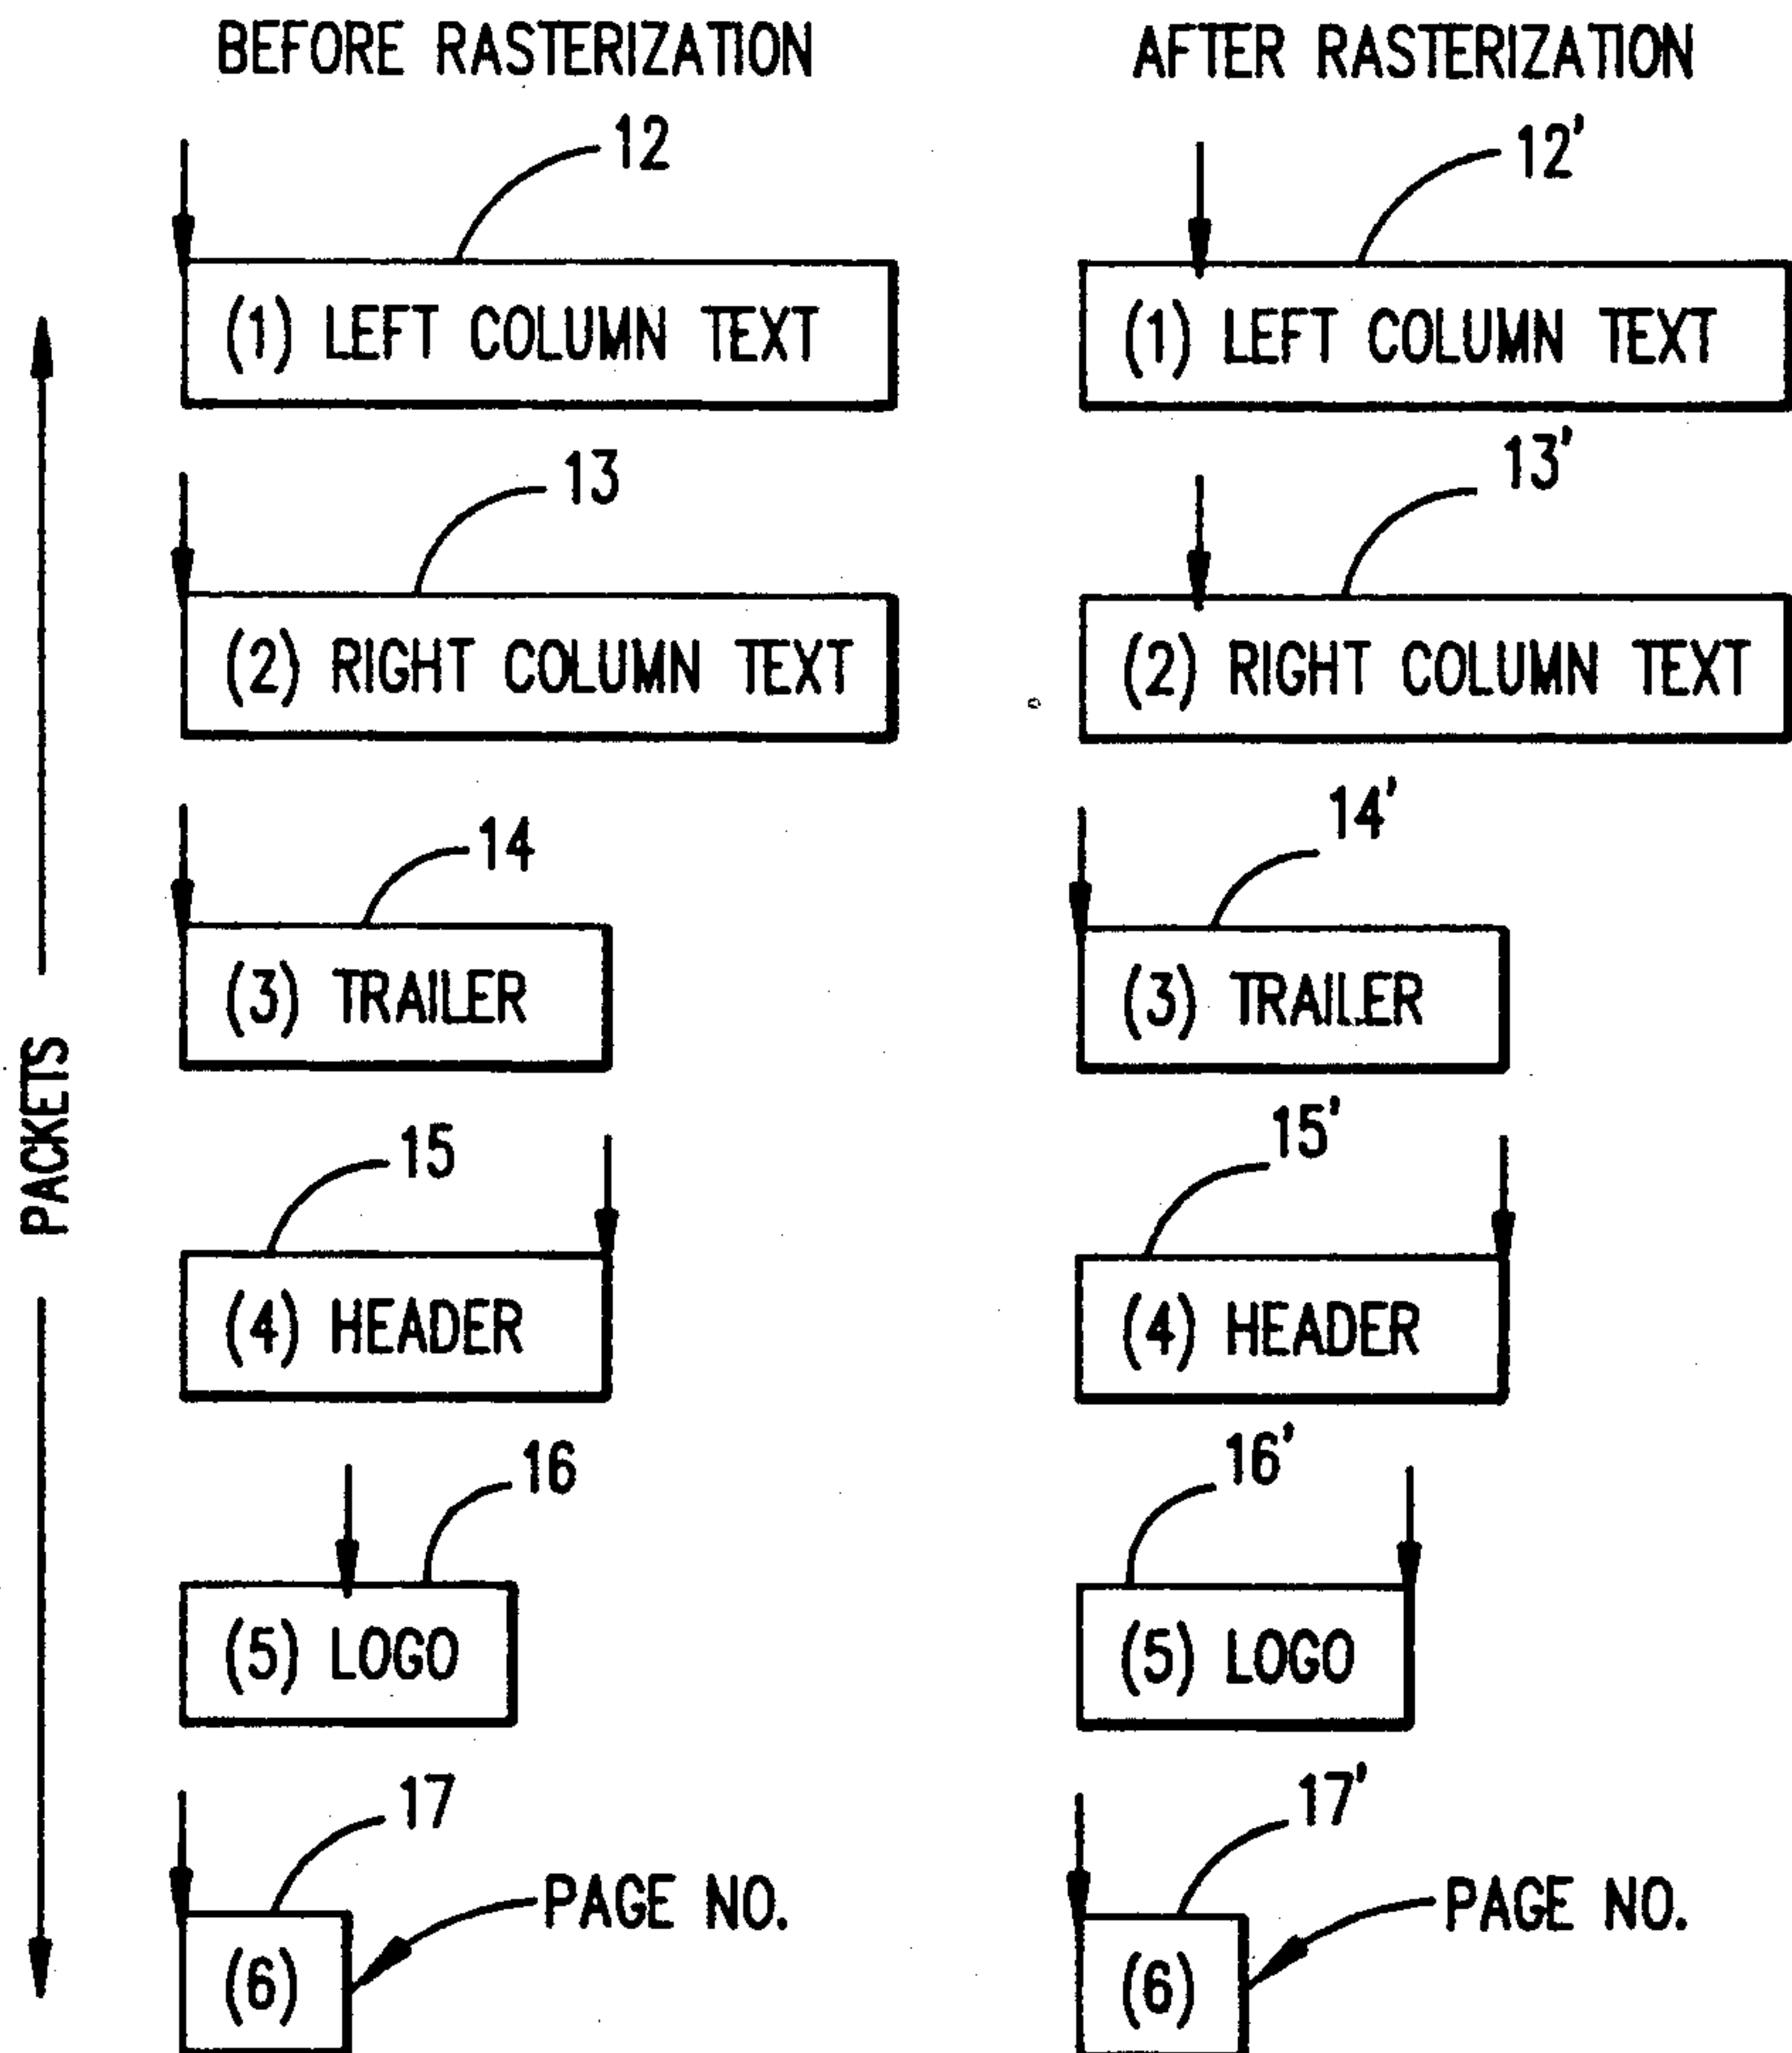 BEFORE RASTERIZATION
AFTER RASTERIZATION
12
12'
(1) LEFT COLUMN TEXT
(1) LEFT COLUMN TEXT
13
13'
(2) RIGHT COLUMN TEXT
(2) RIGHT COLUMN TEXT
14
14'
(3) TRAILER
(3) TRAILER
PACKETS
15
15'
(4) HEADER
(4) HEADER
16
16'
(5) LOGO
(5) LOGO
17
17'
PAGE NO.
PAGE NO.
(6)
(6)